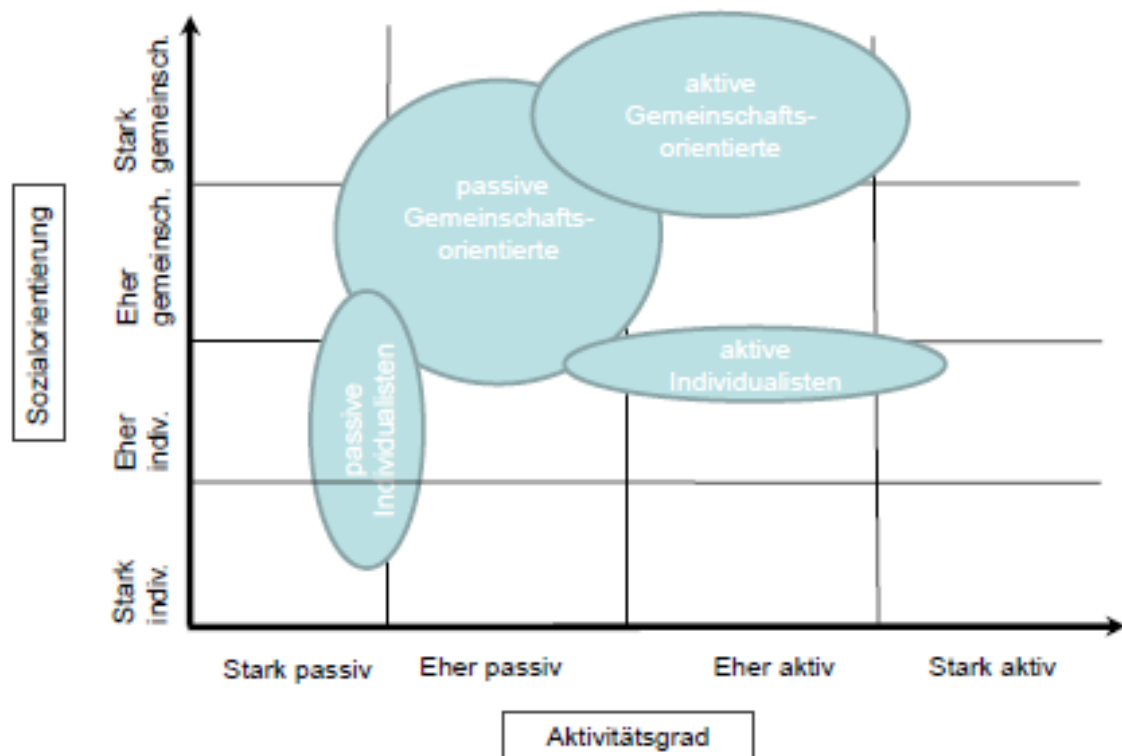 Sozialorientierung
Stark
gemeinsch.
Eher
gemeinsch.
Eher
indiv.
Stark
indiv.
aktive
Gemeinschafts-
orientierte
passive
Gemeinschafts-
orientierte
passive
Individualisten
aktive
Individualisten
Stark passiv
Eher passiv
Eher aktiv
Stark aktiv
Aktivitätsgrad